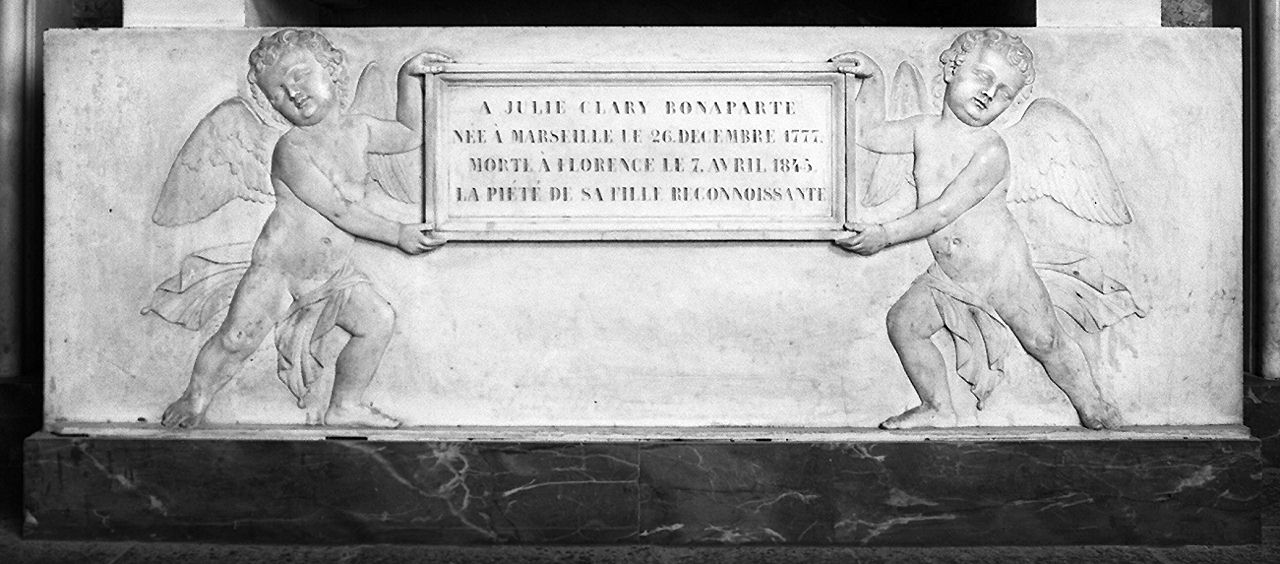 A JULIE CLARY BONAPARTE
NÉE À MARSEILLE LE 26.DECEMBRE 1777.
MORTE À FLORENCE LE 7. AVRIL 1845.
LA PIÉTÉ DE SA FILLE RECONNOISSANTE